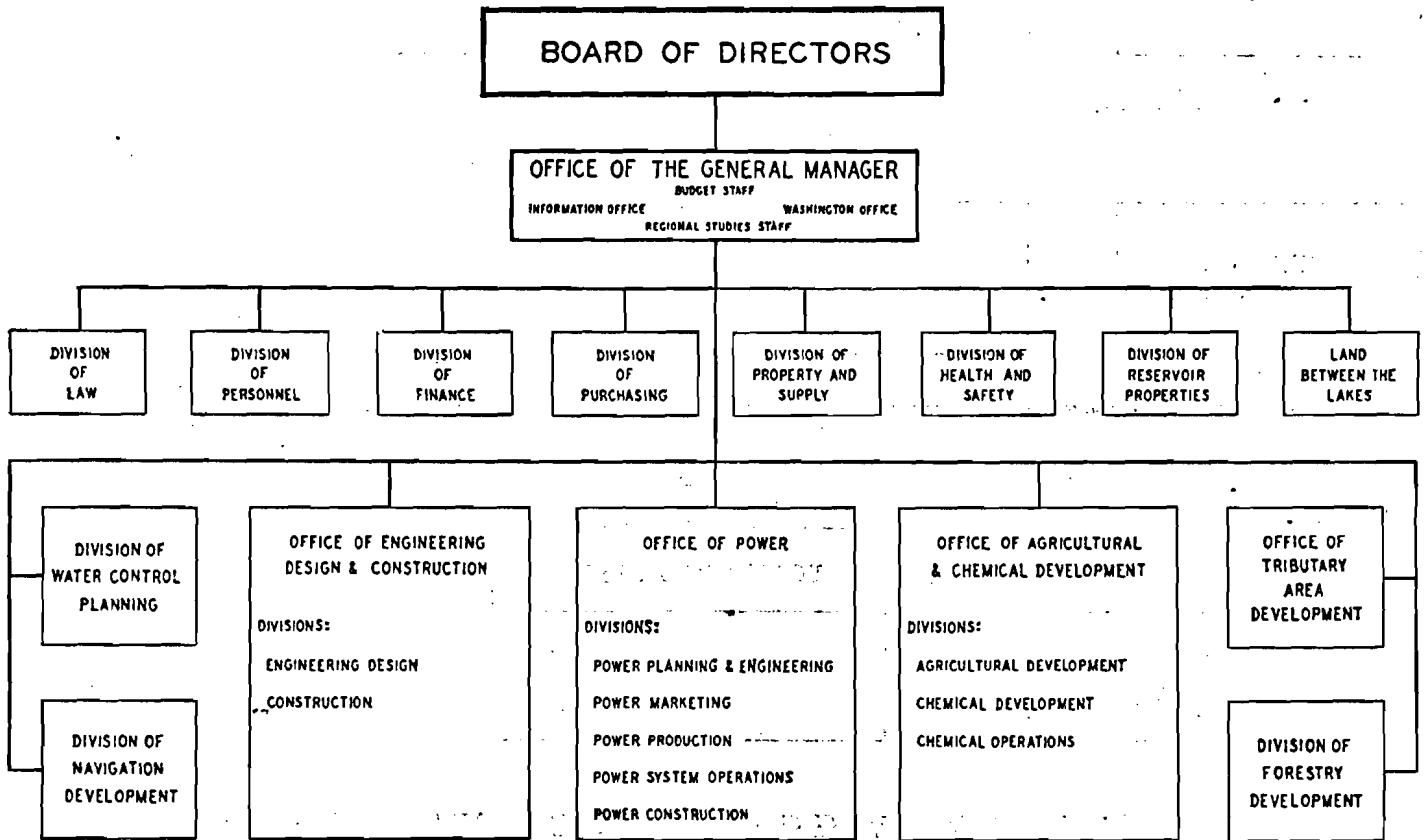 BOARD OF DIRECTORS
OFFICE OF THE GENERAL MANAGER
BUDGET STAFF
INFORMATION OFFICE WASHINGTON OFFICE
REGIONAL STUDIES STAFF
DIVISION
OF
LAW
DIVISION
OF
PERSONNEL
DIVISION
OF
FINANCE
DIVISION
OF
PURCHASING
DIVISION OF
PROPERTY AND
SUPPLY
DIVISION OF
HEALTH AND
SAFETY
DIVISION OF
RESERVOIR
PROPERTIES
LAND
BETWEEN THE
LAKES
DIVISION OF
WATER CONTROL
PLANNING
DIVISION OF
NAVIGATION
DEVELOPMENT
OFFICE OF ENGINEERING
DESIGN & CONSTRUCTION
DIVISIONS:
ENGINEERING DESIGN
CONSTRUCTION
OFFICE OF POWER
DIVISIONS:
POWER PLANNING & ENGINEERING
POWER MARKETING
POWER PRODUCTION
POWER SYSTEM OPERATIONS
POWER CONSTRUCTION
OFFICE OF AGRICULTURAL
& CHEMICAL DEVELOPMENT
DIVISIONS:
AGRICULTURAL DEVELOPMENT
CHEMICAL DEVELOPMENT
CHEMICAL OPERATIONS
OFFICE OF
TRIBUTARY
AREA
DEVELOPMENT
DIVISION OF
FORESTRY
DEVELOPMENT